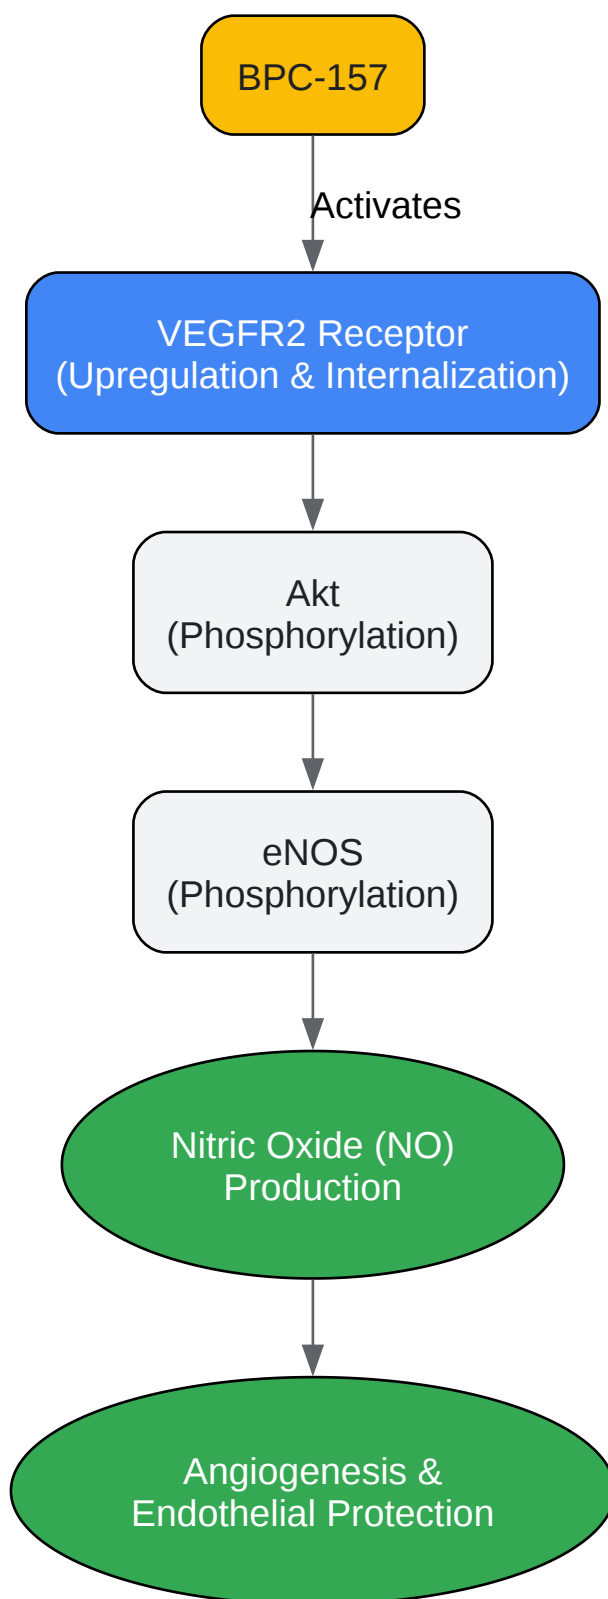 BPC-157
Activates
VEGFR2 Receptor
(Upregulation & Internalization)
Akt
(Phosphorylation)
eNOS
(Phosphorylation)
Nitric Oxide (NO)
Production
Angiogenesis &
Endothelial Protection